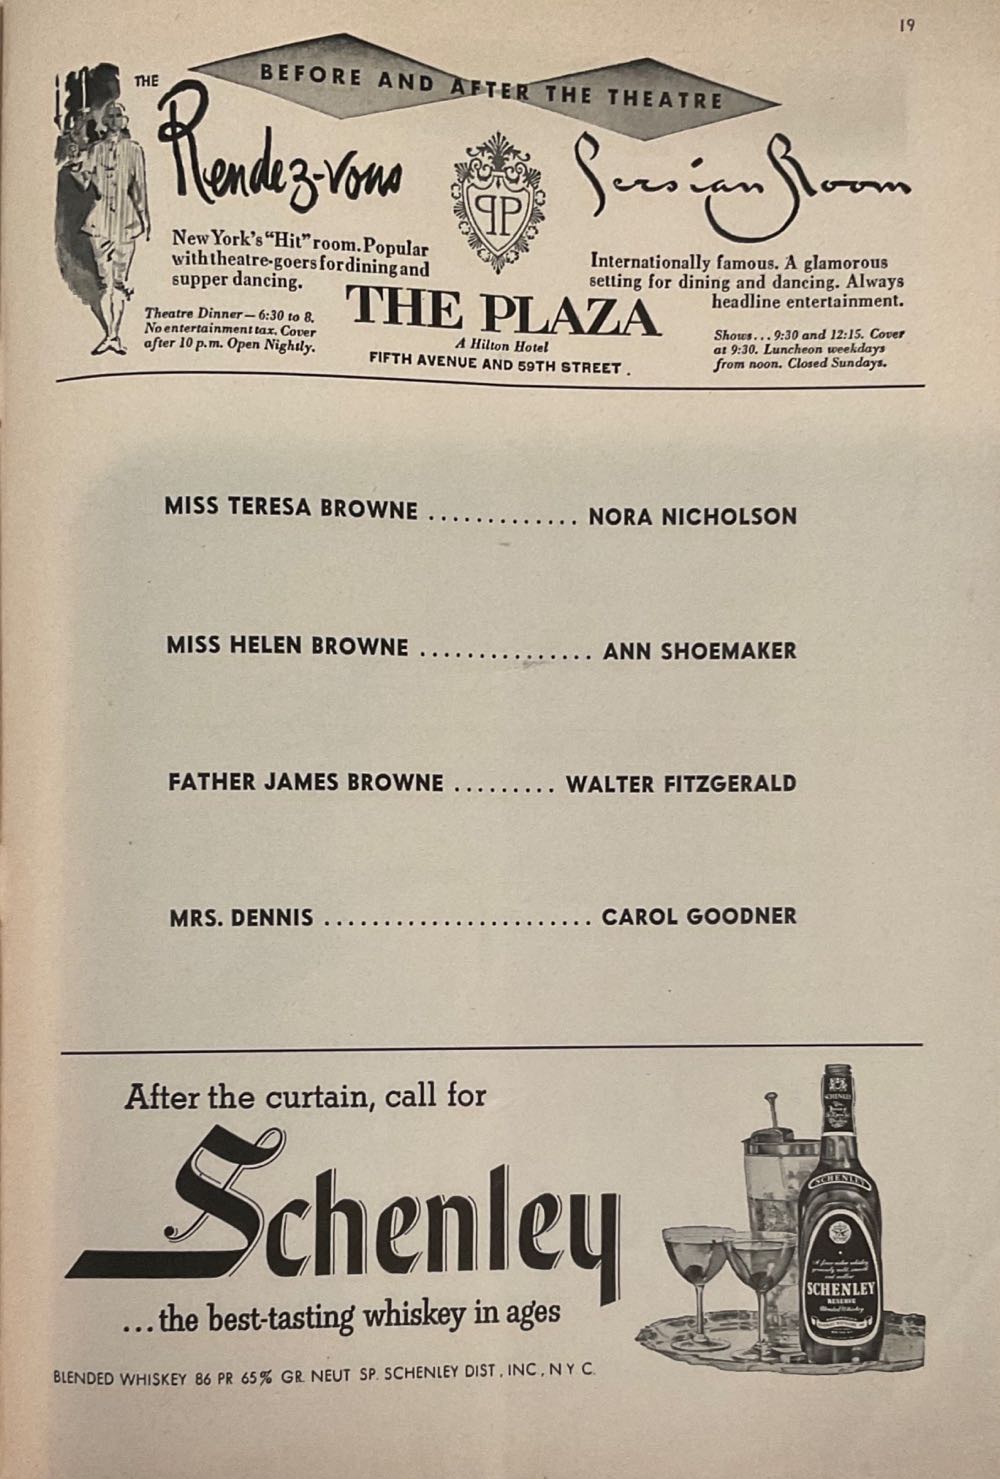 19
BEFORE AND AFTER THE THEATRE
THE
Rendez-vous
New York's "Hit" room. Popular
with theatre-goers for dining and
supper dancing.
Theatre Dinner — 6:30 to 8.
No entertainment tax. Cover
after 10 p.m. Open Nightly.
PP
Persian Room
Internationally famous. A glamorous
setting for dining and dancing. Always
headline entertainment.
Shows... 9:30 and 12:15. Cover
at 9:30. Luncheon weekdays
from noon. Closed Sundays.
THE PLAZA
A Hilton Hotel
FIFTH AVENUE AND 59TH STREET.
MISS TERESA BROWNE ............. NORA NICHOLSON
MISS HELEN BROWNE ............... ANN SHOEMAKER
FATHER JAMES BROWNE ......... WALTER FITZGERALD
MRS. DENNIS ....................... CAROL GOODNER
After the curtain, call for
Schenley
...the best-tasting whiskey in ages
BLENDED WHISKEY 86 PR 65% GR. NEUT SP. SCHENLEY DIST., INC., N Y C.
SCHENLEY
SCHENLEY
SCHENLEY
RESERVE
Blended Whiskey